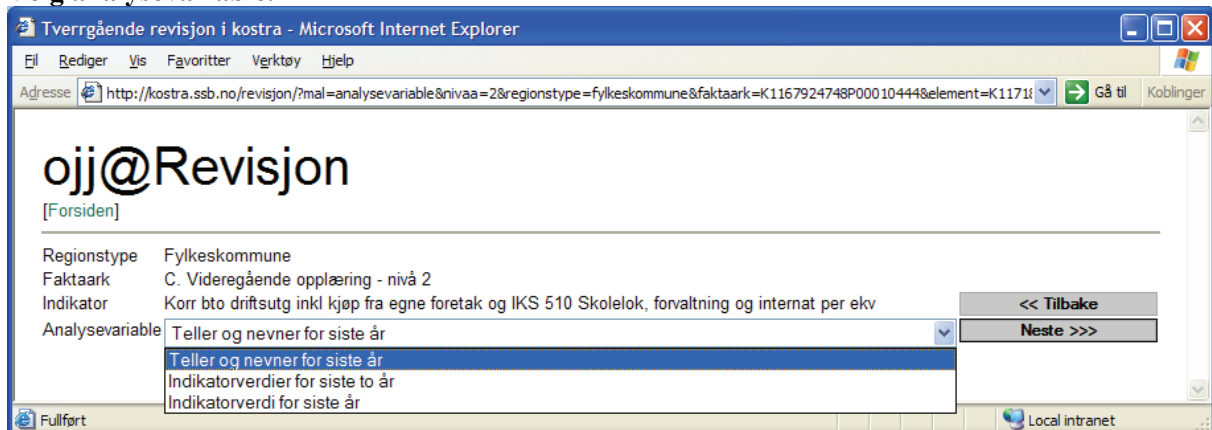 Tverrgående revisjon i kostra - Microsoft Internet Explorer
Fil Rediger Vis Favoritter Verktøy Hjelp
Adresse http://kostra.ssb.no/revisjon/?mal=analysevariable&nivaa=2&regionstype=fylkeskommune&faktaark=K1167924748P00010444&element=K1171 Gå til Koblinger
ojj@Revisjon
[Forsiden]
Regionstype Fylkeskommune
Faktaark C. Videregående opplæring - nivå 2
Indikator Korr bto driftsutg inkl kjøp fra egne foretak og IKS 510 Skolelok, forvaltning og internat per ekv << Tilbake
Analysevariable Teller og nevner for siste år Neste >>>
Teller og nevner for siste år
Indikatorverdier for siste to år
Indikatorverdi for siste år
Fullført Local intranet